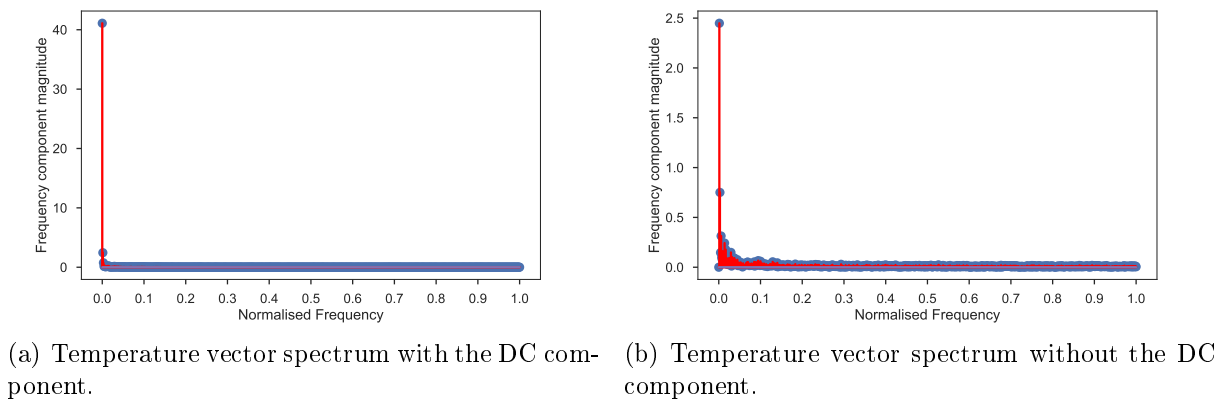 Frequency component magnitude
40
30
20
10
0
0.0 0.1 0.2 0.3 0.4 0.5 0.6 0.7 0.8 0.9 1.0
Normalised Frequency
(a) Temperature vector spectrum with the DC com-
ponent.
Frequency component magnitude
2.5
2.0
1.5
1.0
0.5
0.0
0.0 0.1 0.2 0.3 0.4 0.5 0.6 0.7 0.8 0.9 1.0
Normalised Frequency
(b) Temperature vector spectrum without the DC
component.